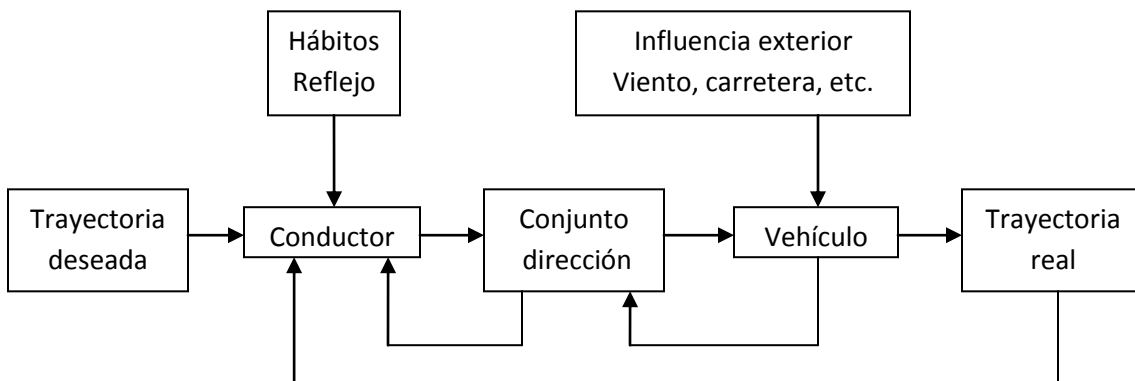 Hábitos
Reflejo
Influencia exterior
Viento, carretera, etc.
Trayectoria
deseada
Conductor
Conjunto
dirección
Vehículo
Trayectoria
real